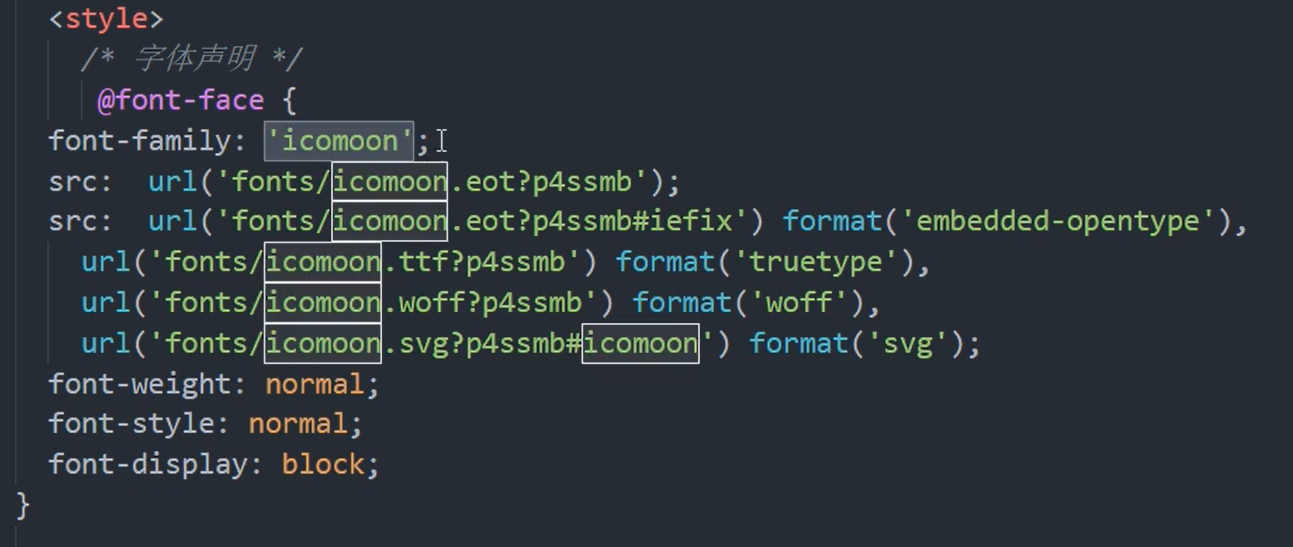 <style>
/* 字体声明 */
@font-face {
font-family: 'icomoon';
src:  url('fonts/icomoon.eot?p4ssmb');
src:  url('fonts/icomoon.eot?p4ssmb#iefix') format('embedded-opentype'),
url('fonts/icomoon.ttf?p4ssmb') format('truetype'),
url('fonts/icomoon.woff?p4ssmb') format('woff'),
url('fonts/icomoon.svg?p4ssmb#icomoon') format('svg');
font-weight: normal;
font-style: normal;
font-display: block;
}